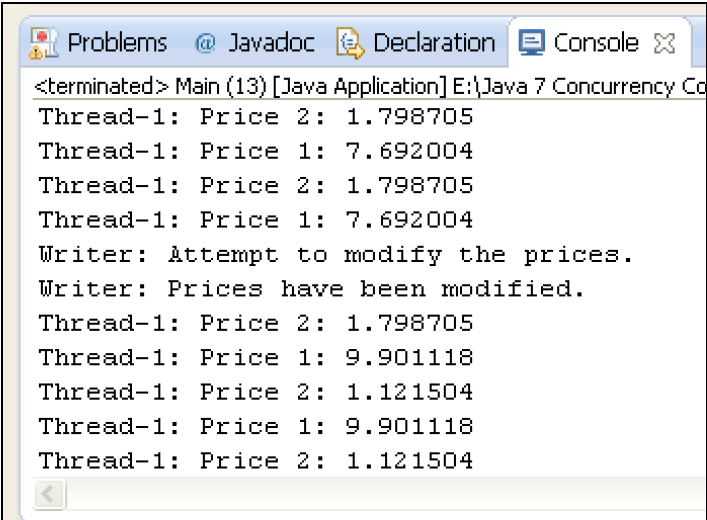 Problems @ Javadoc Declaration Console
<terminated> Main (13) [Java Application] E:\Java 7 Concurrency Co
Thread-1: Price 2: 1.798705
Thread-1: Price 1: 7.692004
Thread-1: Price 2: 1.798705
Thread-1: Price 1: 7.692004
Writer: Attempt to modify the prices.
Writer: Prices have been modified.
Thread-1: Price 2: 1.798705
Thread-1: Price 1: 9.901118
Thread-1: Price 2: 1.121504
Thread-1: Price 1: 9.901118
Thread-1: Price 2: 1.121504